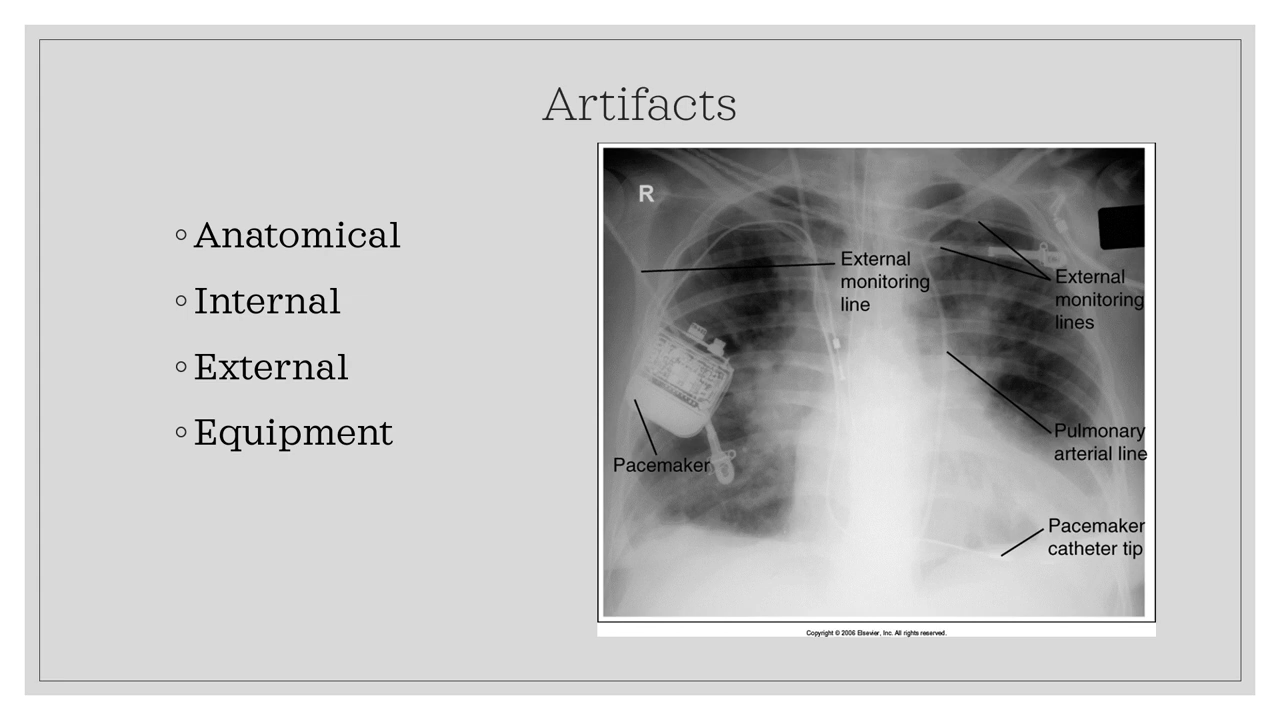 Artifacts
Anatomical
Internal
External
Equipment
R
External
monitoring
line
External
monitoring
lines
Pulmonary
arterial line
Pacemaker
Pacemaker
catheter tip
Copyright © 2006 Elsevier, Inc. All rights reserved.